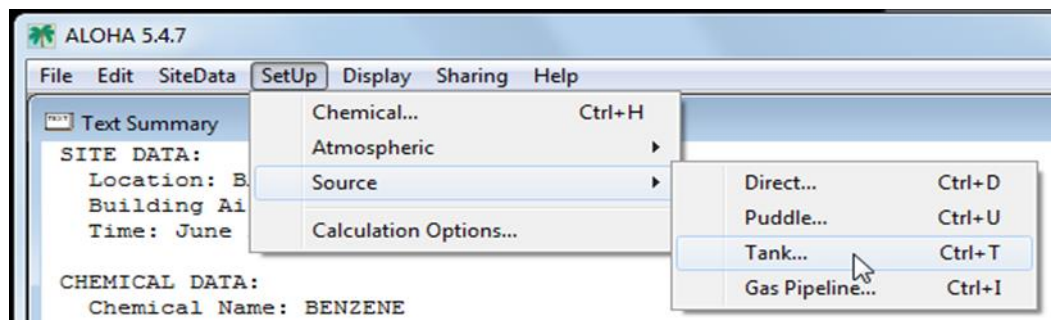 ALOHA 5.4.7
File Edit SiteData SetUp Display Sharing Help
Text Summary
SITE DATA:
Location:
Building
Time: June
CHEMICAL DATA:
Chemical Name: BENZENE
Chemical... Ctrl+H
Atmospheric
Source
Calculation Options...
Direct... Ctrl+D
Puddle... Ctrl+U
Tank... Ctrl+T
Gas Pipeline... Ctrl+I